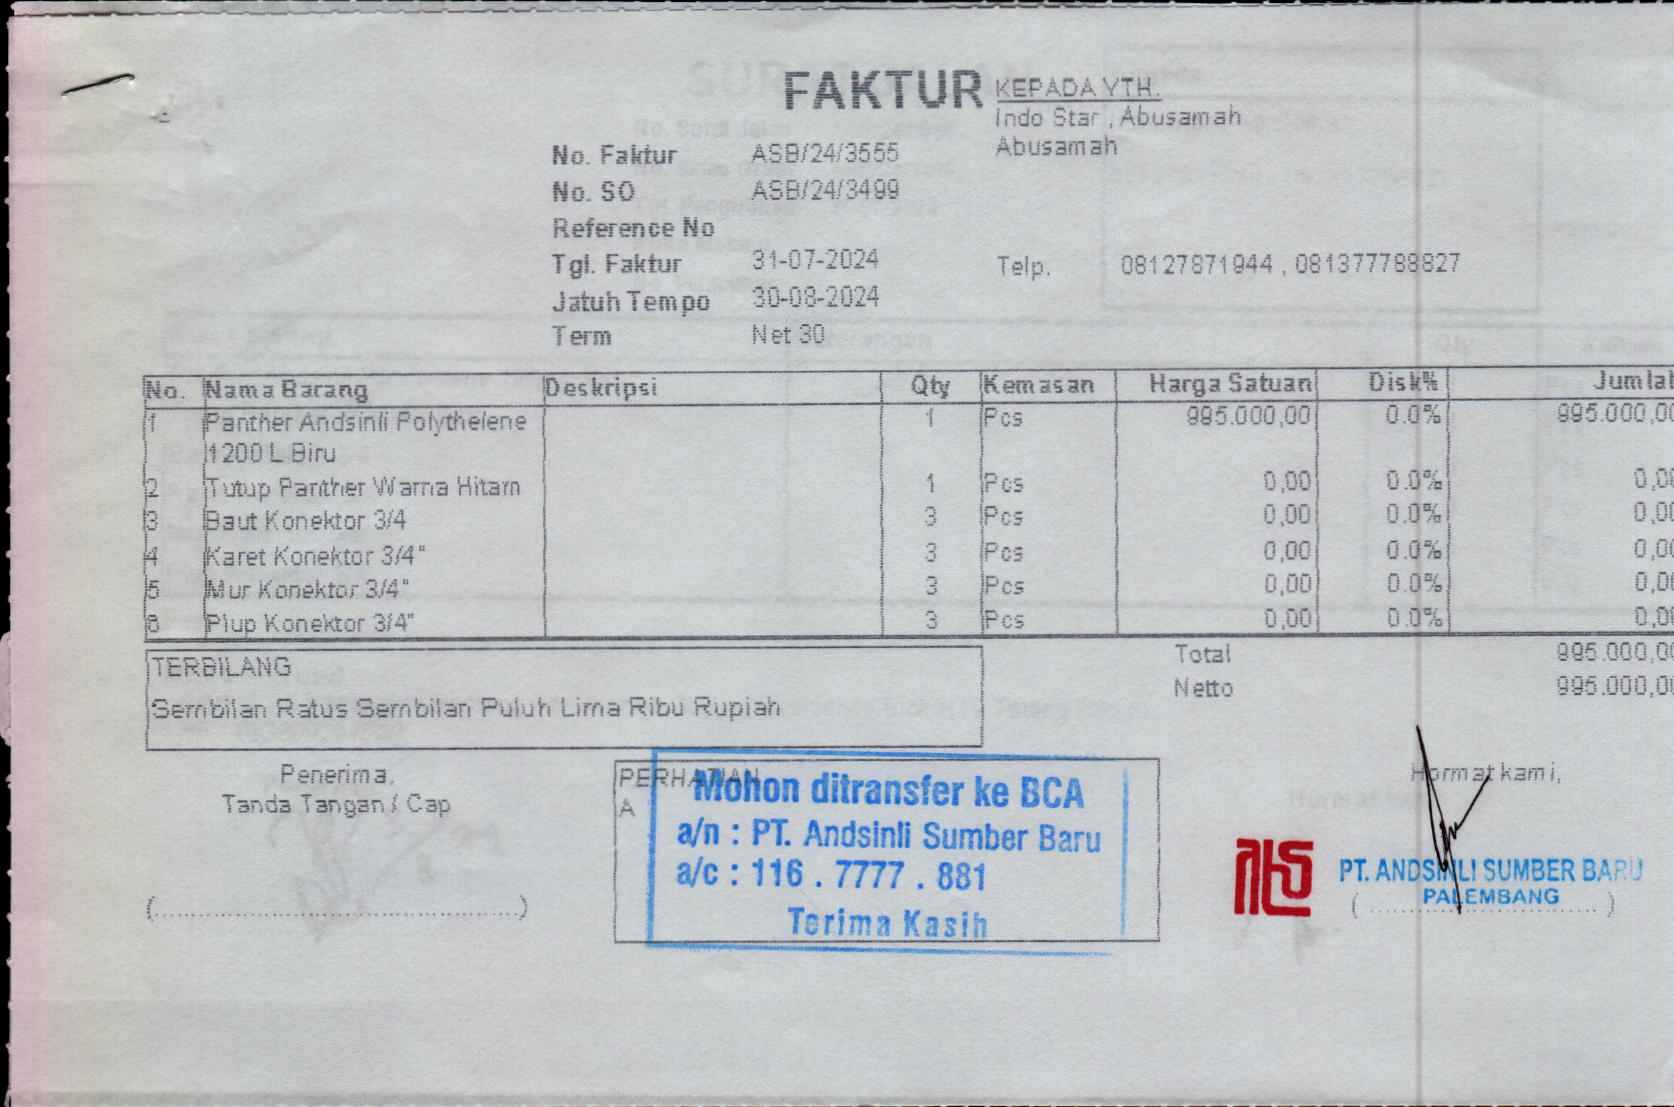 FAKTUR
KEPADA YTH.
Indo Star , Abusamah
Abusamah
No. Faktur ASB/24/3555
No. SO ASB/24/3499
Reference No
Tgl. Faktur 31-07-2024
Telp. 08127871944 , 081377788827
Jatuh Tempo 30-08-2024
Term Net 30
No. Nama Barang Deskripsi Qty Kemasan Harga Satuan Disk% Jumlah
1 Panther Andsinli Polythelene 1 Pcs 995.000,00 0.0% 995.000,00
1200 L Biru
2 Tutup Panther Warna Hitam 1 Pcs 0,00 0.0% 0,00
3 Baut Konektor 3/4 3 Pcs 0,00 0.0% 0,00
4 Karet Konektor 3/4" 3 Pcs 0,00 0.0% 0,00
5 Mur Konektor 3/4" 3 Pcs 0,00 0.0% 0,00
6 Plup Konektor 3/4" 3 Pcs 0,00 0.0% 0,00
Total 995.000,00
Netto 995.000,00
TERBILANG
Sembilan Ratus Sembilan Puluh Lima Ribu Rupiah
Penerima,
Tanda Tangan / Cap
(........................................)
PERHATIAN
A
Mohon ditransfer ke BCA
a/n : PT. Andsinli Sumber Baru
a/c : 116 . 7777 . 881
Terima Kasih
Hormat kami,
PT. ANDSINLI SUMBER BARU
PALEMBANG
(.........................)